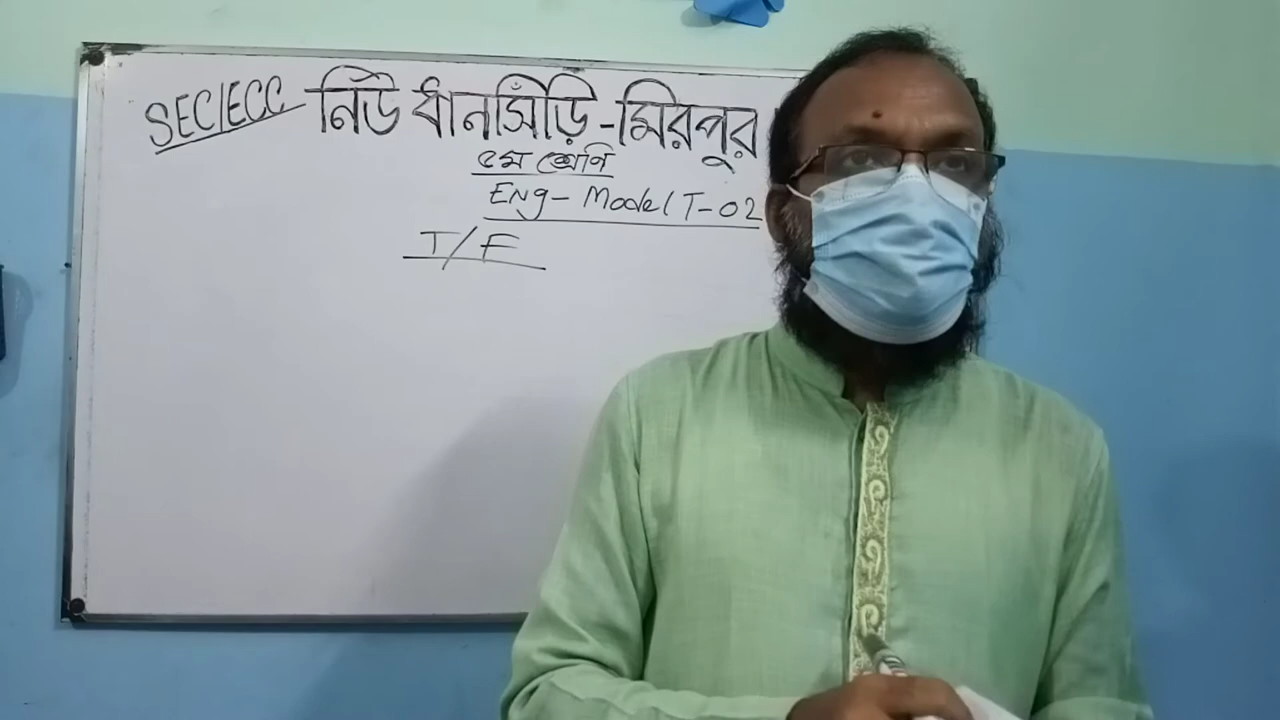 SEC/ECC নিউ ধানসিঁড়ি-মিরপুর
৫ম শ্রেণি
Eng- Model T-02
T/F